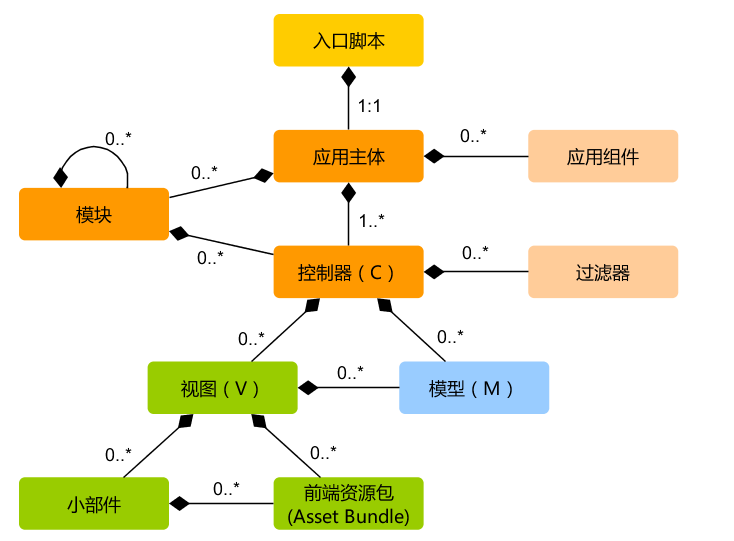 入口脚本
1:1
0..*
应用主体
0..*
应用组件
0..*
模块
1..*
0..*
控制器（C）
0..*
过滤器
0..*
0..*
视图（V）
0..*
模型（M）
0..*
0..*
小部件
0..*
前端资源包
(Asset Bundle)